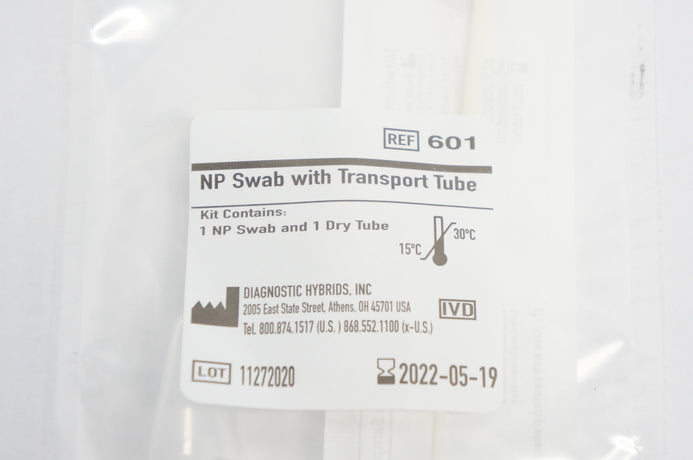 REF 601
NP Swab with Transport Tube
Kit Contains:
1 NP Swab and 1 Dry Tube
15°C 30°C
DIAGNOSTIC HYBRIDS, INC
2005 East State Street, Athens, OH 45701 USA
Tel. 800.874.1517 (U.S. ) 868.552.1100 (x-U.S.)
IVD
LOT 11272020
2022-05-19